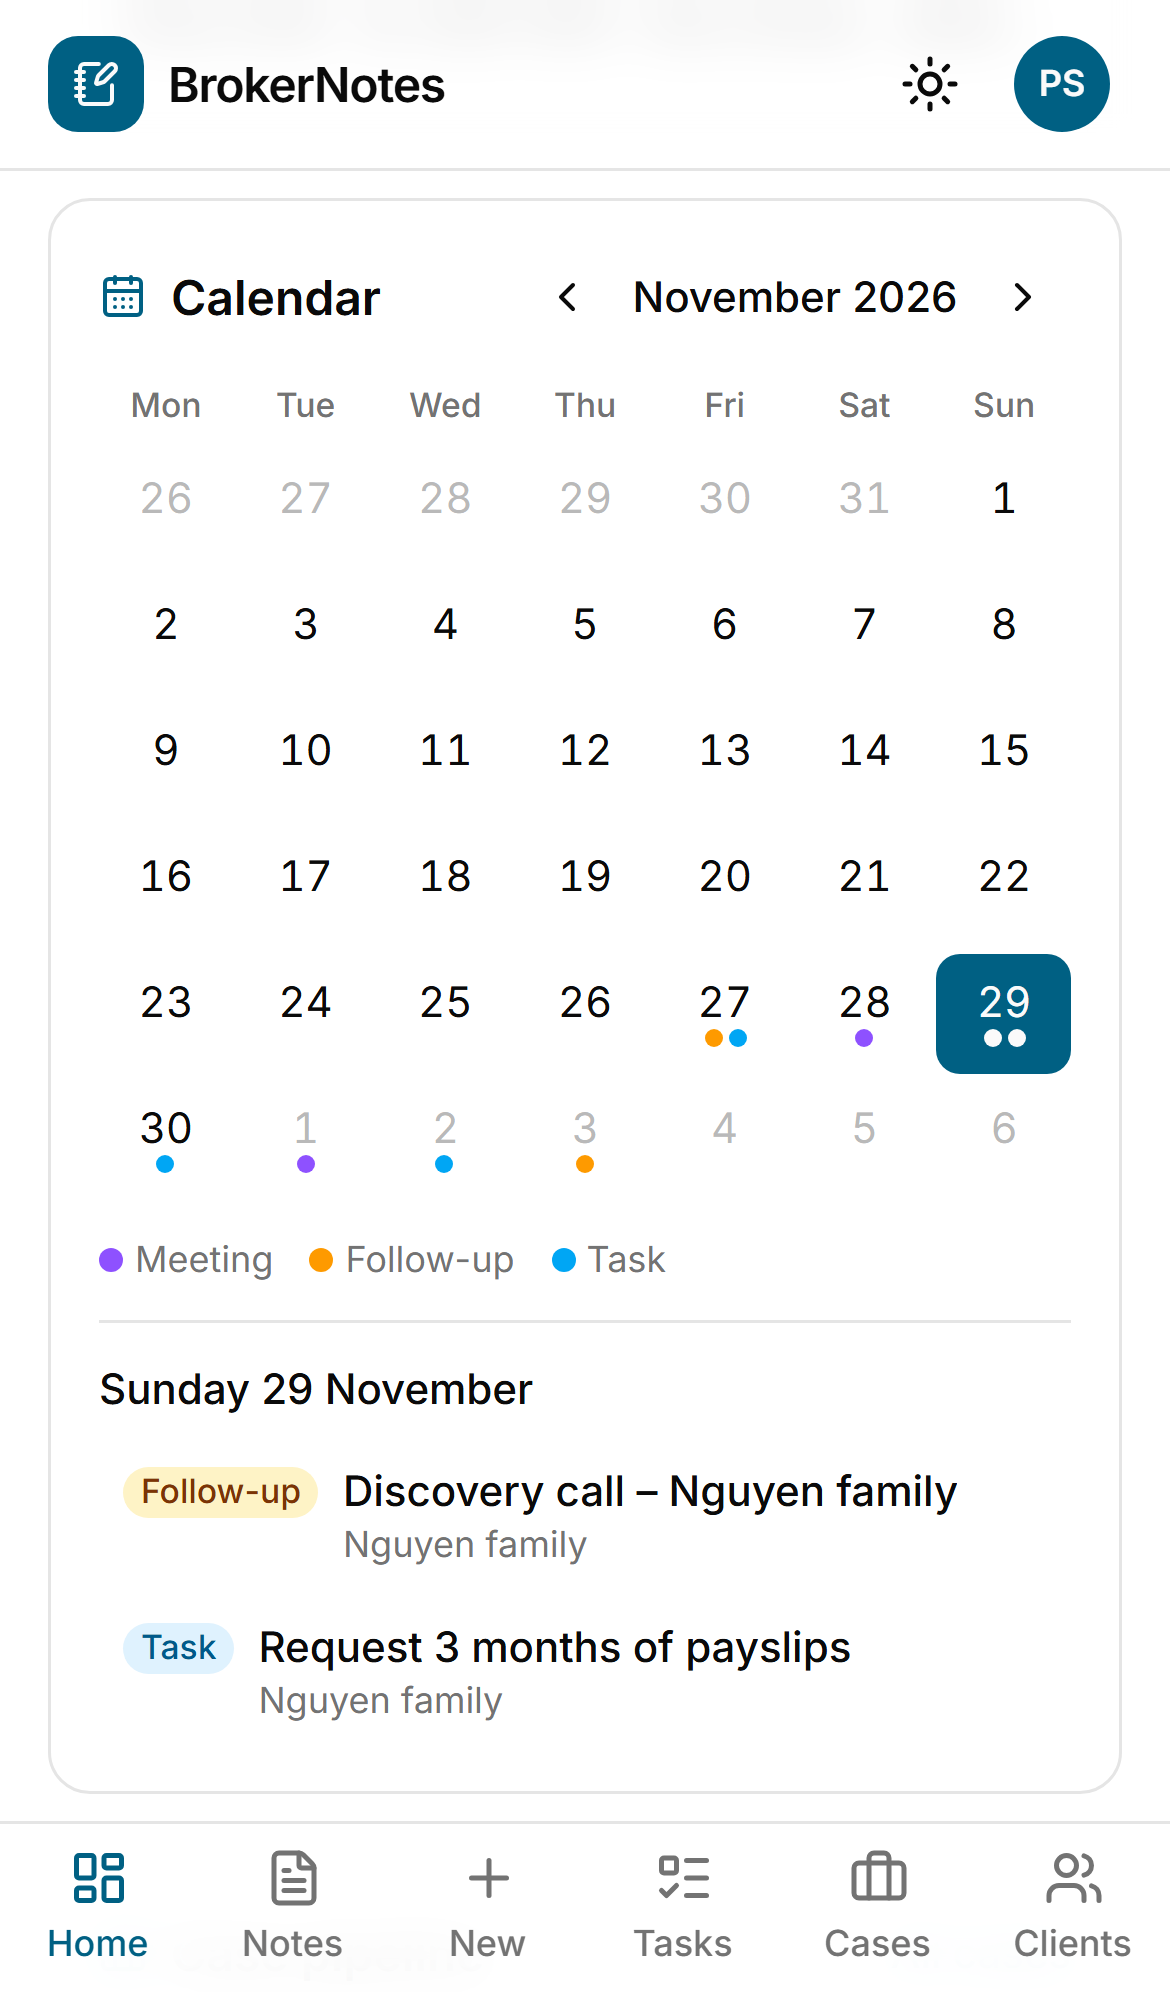 BrokerNotes
PS
Calendar
November 2026
Mon Tue Wed Thu Fri Sat Sun
26 27 28 29 30 31 1
2 3 4 5 6 7 8
9 10 11 12 13 14 15
16 17 18 19 20 21 22
23 24 25 26 27 28 29
30 1 2 3 4 5 6
Meeting Follow-up Task
Sunday 29 November
Follow-up Discovery call – Nguyen family
Nguyen family
Task Request 3 months of payslips
Nguyen family
Home Notes New Tasks Cases Clients